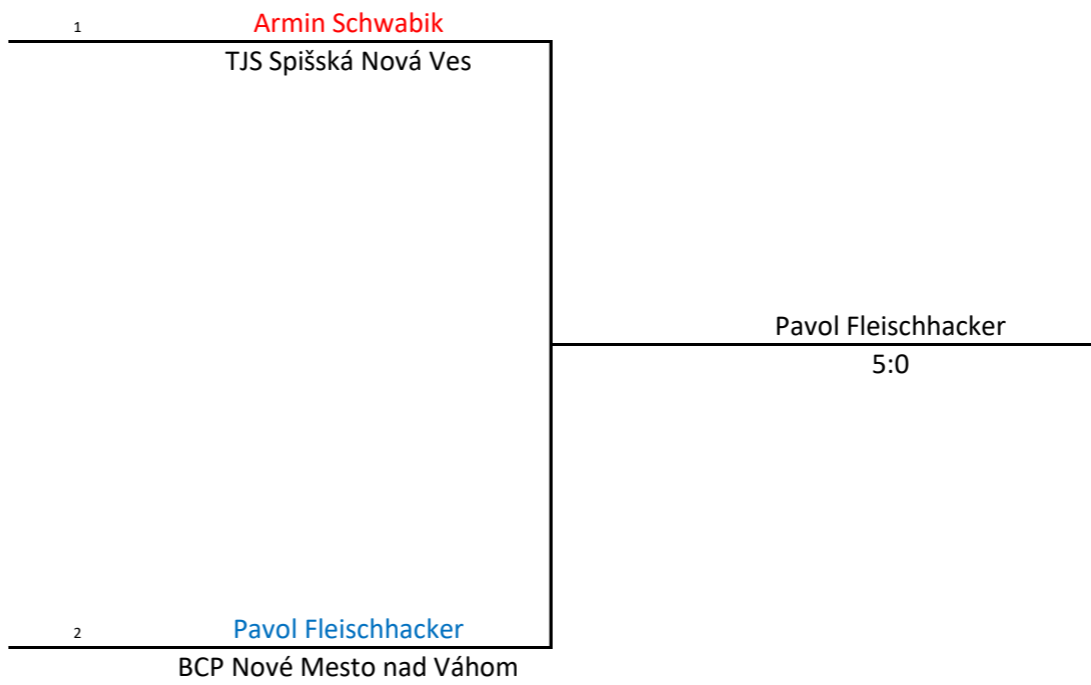 1 Armin Schwabik
TJS Spišská Nová Ves
Pavol Fleischhacker
5:0
2 Pavol Fleischhacker
BCP Nové Mesto nad Váhom